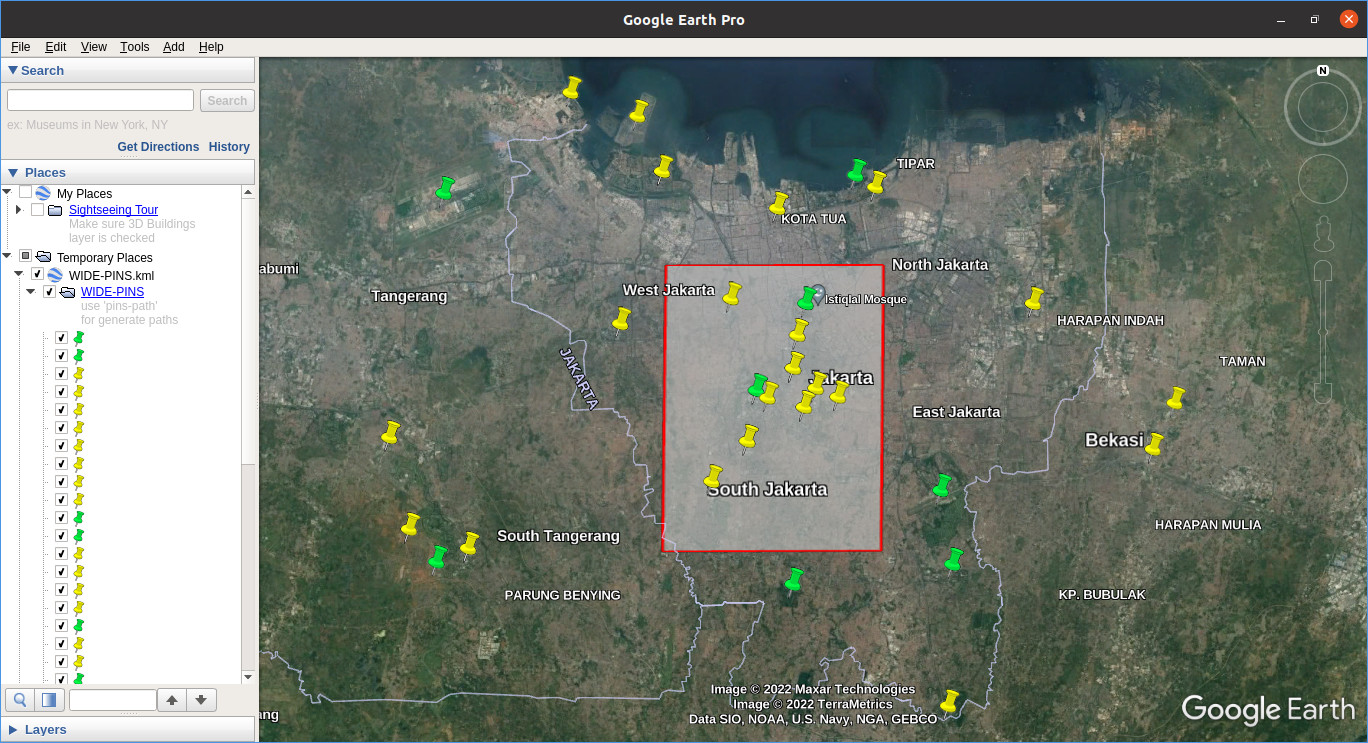 Google Earth Pro
File Edit View Tools Add Help
Search
Search
ex: Museums in New York, NY
Get Directions History
Places
My Places
Sightseeing Tour
Make sure 3D Buildings
layer is checked
Temporary Places
WIDE-PINS.kml
WIDE-PINS
use 'pins-path'
for generate paths
Layers
N
TIPAR
KOTA TUA
North Jakarta
abumi
Tangerang
West Jakarta
Istiqlal Mosque
HARAPAN INDAH
JAKARTA
TAMAN
Jakarta
East Jakarta
Bekasi
South Jakarta
HARAPAN MULIA
South Tangerang
PARUNG BENYING
KP. BUBULAK
ang
Image © 2022 Maxar Technologies
Image © 2022 TerraMetrics
Data SIO, NOAA, U.S. Navy, NGA, GEBCO
Google Earth